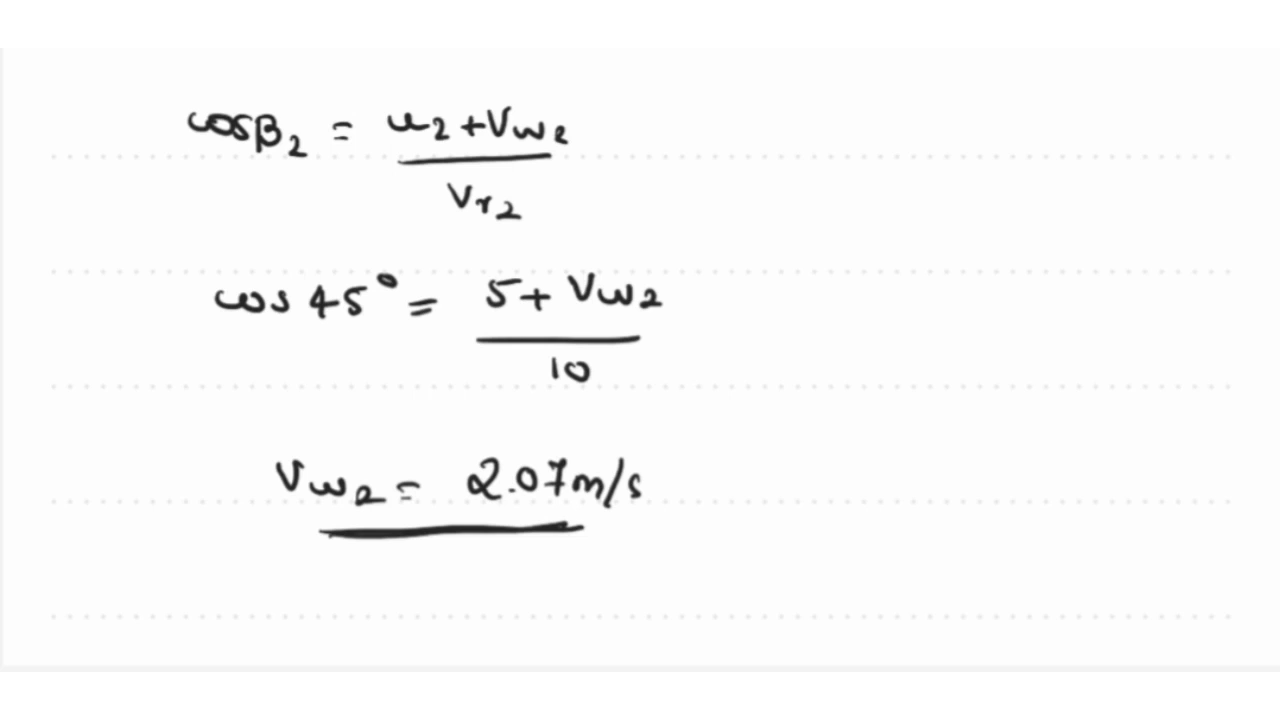 cosβ₂ = u₂ + Vw₂
Vr₂
cos 45° = 5 + Vw₂
10
Vw₂ = 2.07m/s